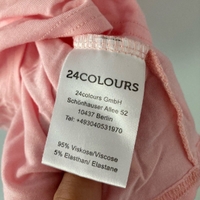 24COLOURS
24colours GmbH
Schönhauser Allee 52
10437 Berlin
Tel: +493040531970
95% Viskose/Viscose
5% Elasthan/ Elastane